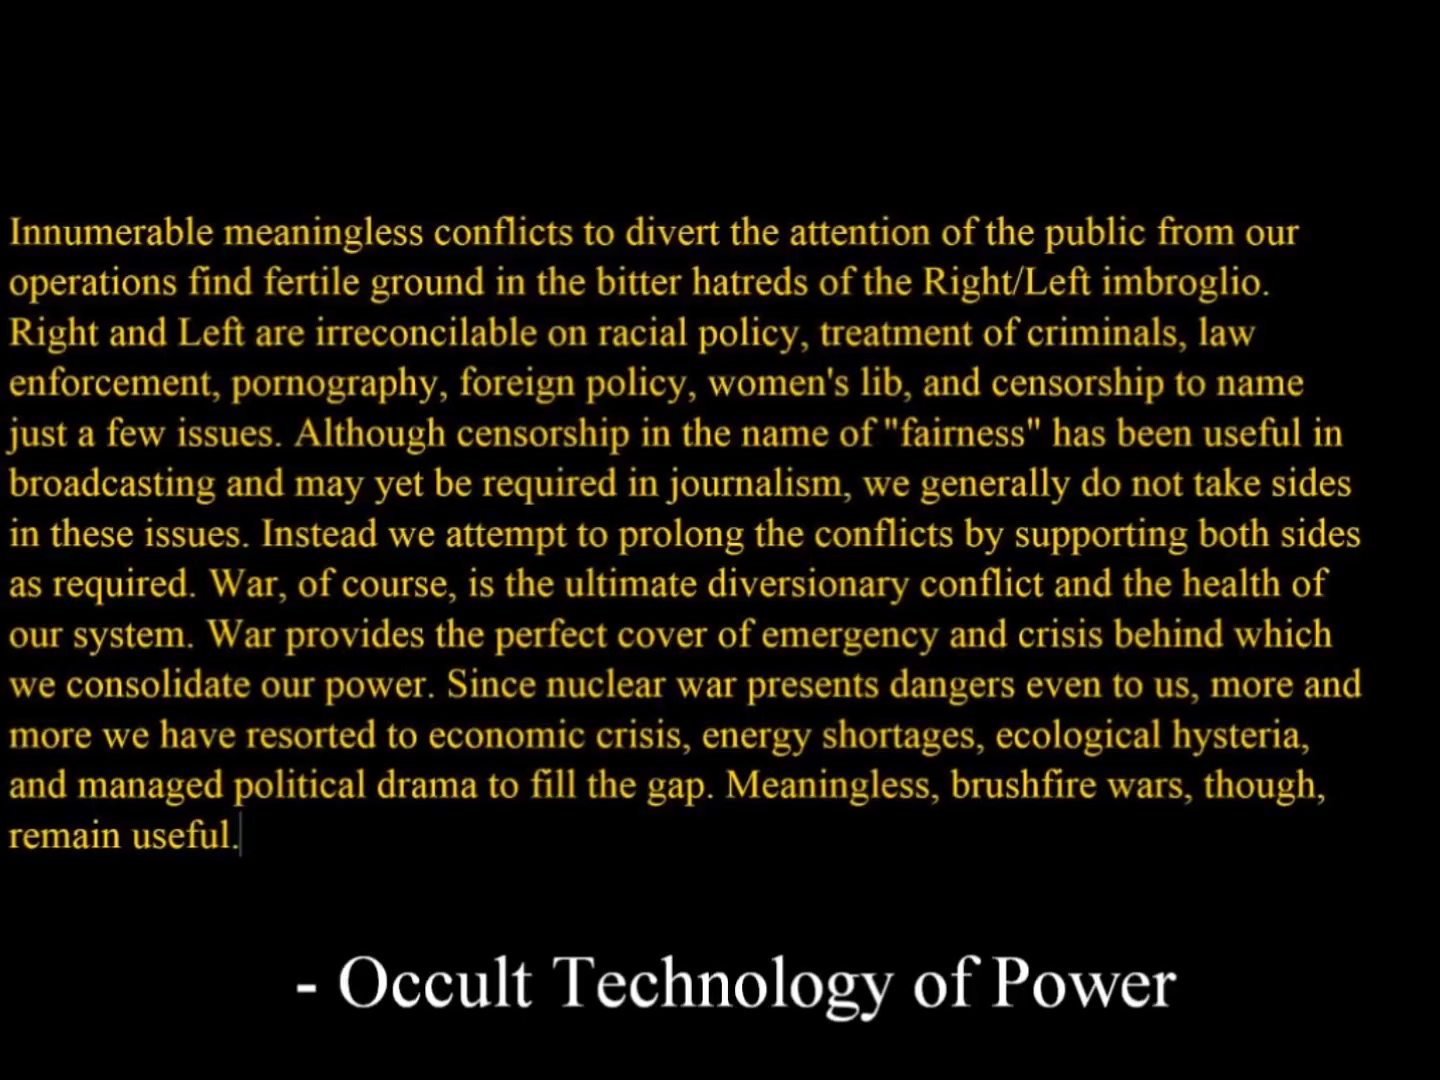 Innumerable meaningless conflicts to divert the attention of the public from our
operations find fertile ground in the bitter hatreds of the Right/Left imbroglio.
Right and Left are irreconcilable on racial policy, treatment of criminals, law
enforcement, pornography, foreign policy, women's lib, and censorship to name
just a few issues. Although censorship in the name of "fairness" has been useful in
broadcasting and may yet be required in journalism, we generally do not take sides
in these issues. Instead we attempt to prolong the conflicts by supporting both sides
as required. War, of course, is the ultimate diversionary conflict and the health of
our system. War provides the perfect cover of emergency and crisis behind which
we consolidate our power. Since nuclear war presents dangers even to us, more and
more we have resorted to economic crisis, energy shortages, ecological hysteria,
and managed political drama to fill the gap. Meaningless, brushfire wars, though,
remain useful.
- Occult Technology of Power